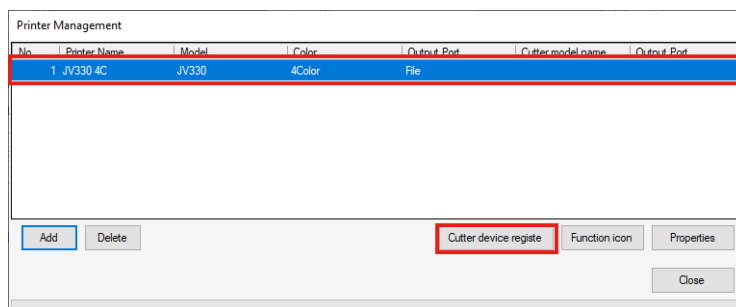 Printer Management
No. Printer Name Model Color Output Port Cutter model name Output Port
1 JV330 4C JV330 4Color File
Add Delete Cutter device registe Function icon Properties
Close